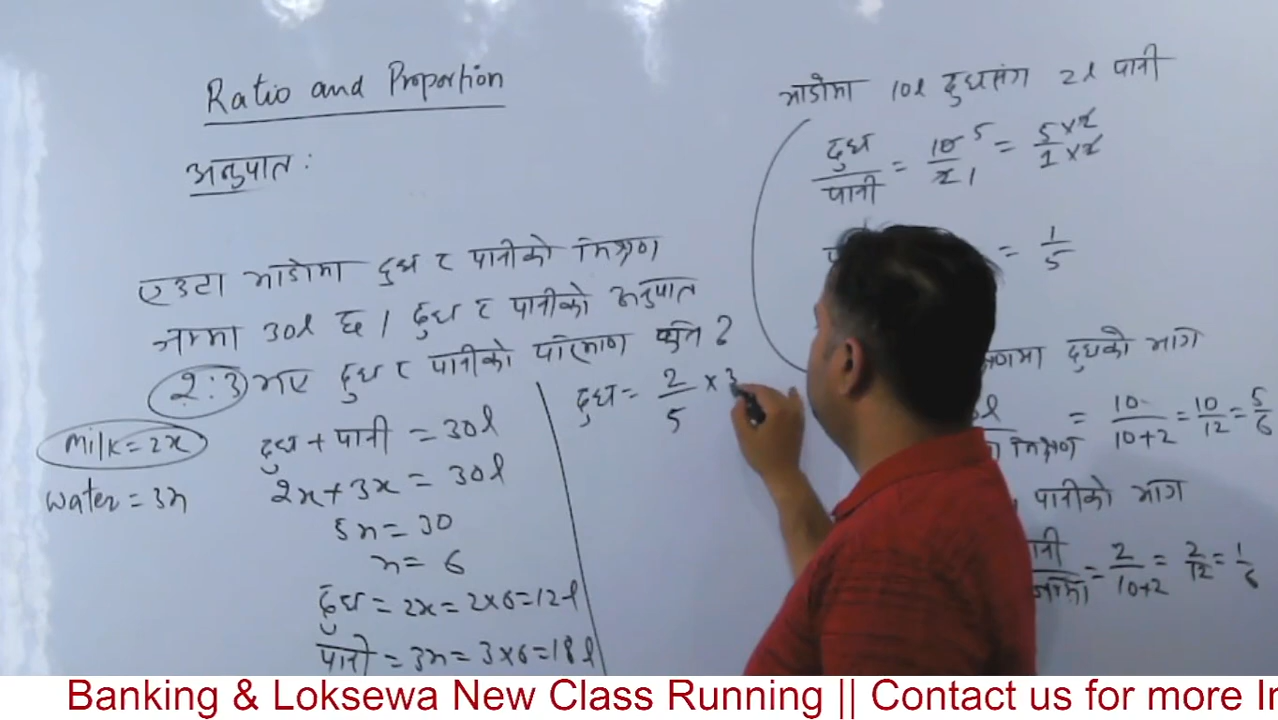 Ratio and Proportion
अनुपात :
एउटा भाडोमा दुध र पानीको मिश्रण
जम्मा 30l छ । दुध र पानीको अनुपात
2:3 भए दुध र पानीको परिमाण कति ?
milk = 2x
water = 3x
दुध + पानी = 30l
2x + 3x = 30l
5x = 30
x = 6
दुध = 2x = 2×6 = 12l
पानी = 3x = 3×6 = 18l
दुध = 2/5 × 3
भाडोमा 10l दुधसंग 2l पानी
दुध/पानी = 10/2 5/1 = 5×2/1×2
= 1/5
दुधको भाग
मिश्रण = 10/10+2 = 10/12 = 5/6
पानीको भाग
= 2/10+2 = 2/12 = 1/6
Banking & Loksewa New Class Running || Contact us for more In